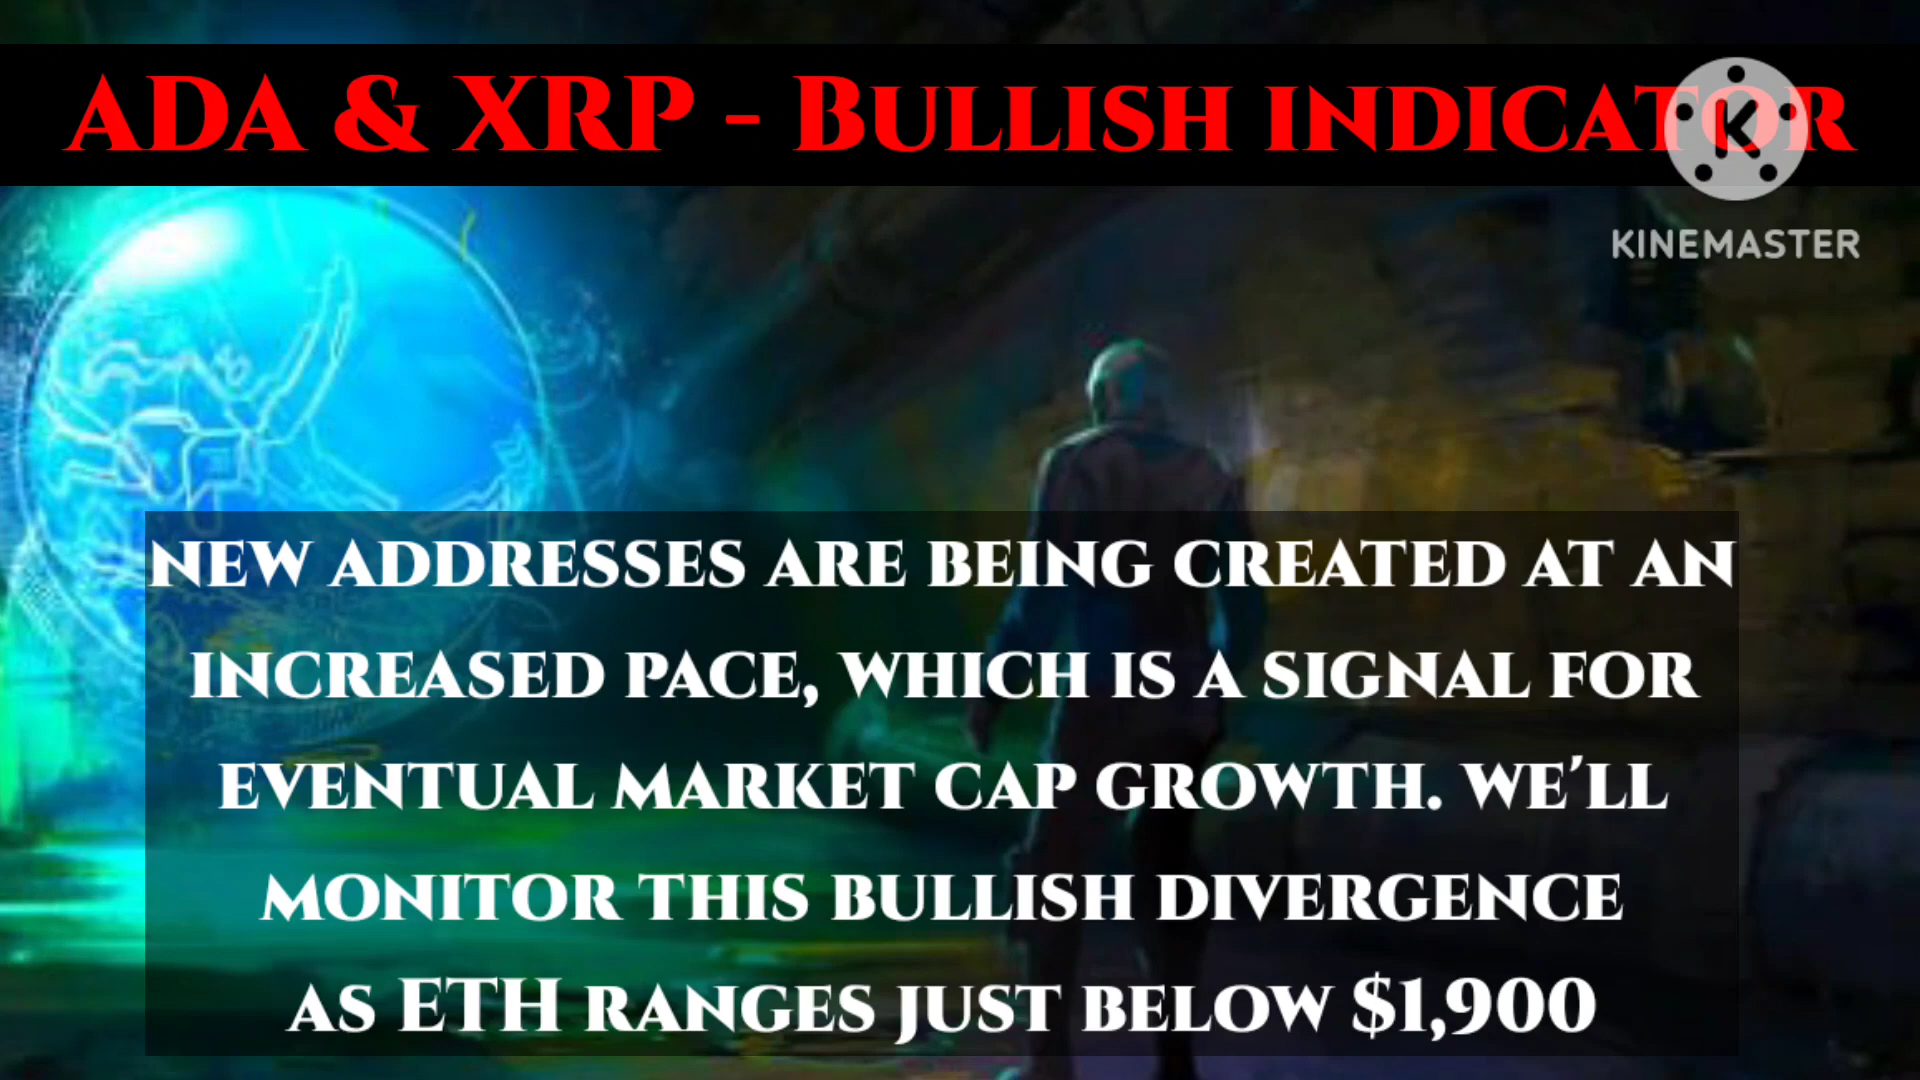 ADA & XRP - Bullish indicator
KINEMASTER
new addresses are being created at an
increased pace, which is a signal for
eventual market cap growth. we'll
monitor this bullish divergence
as ETH ranges just below $1,900